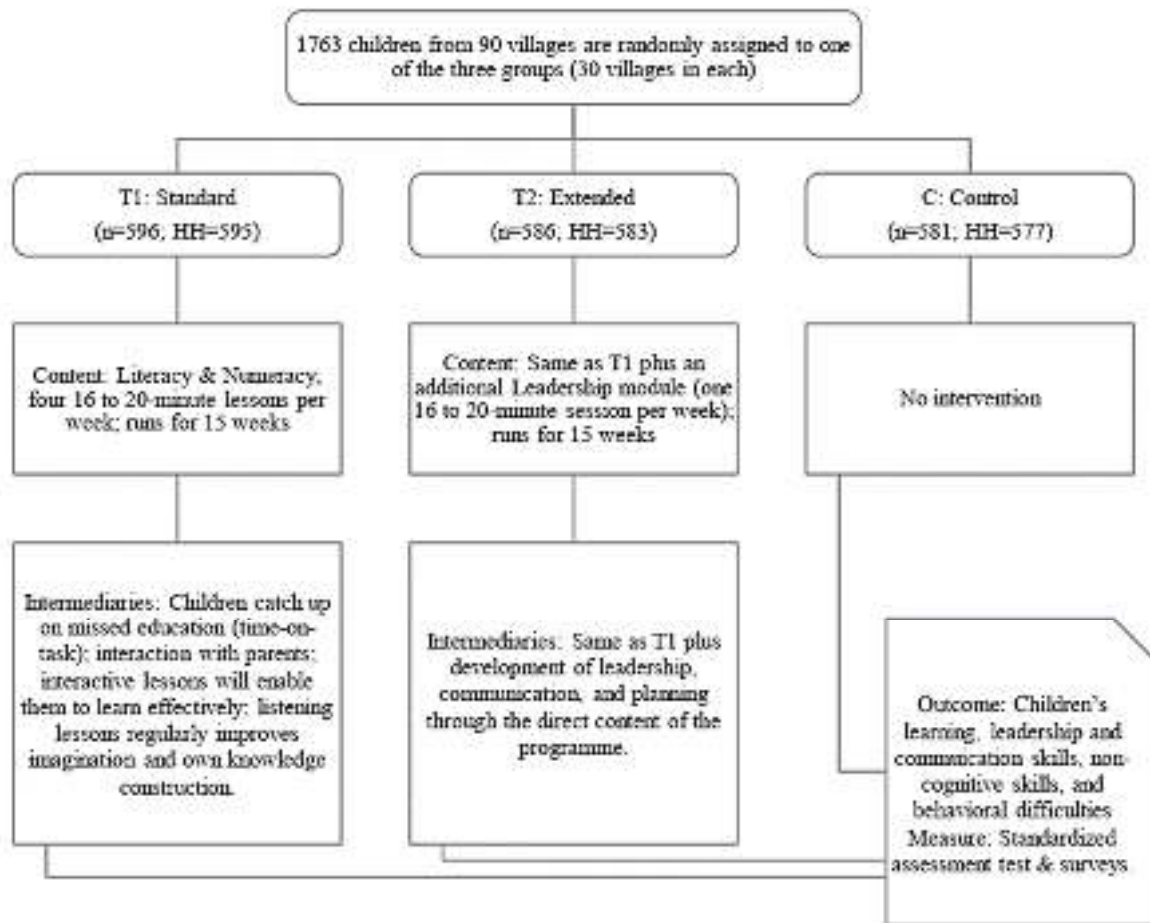 1763 children from 90 villages are randomly assigned to one
of the three groups (30 villages in each)
T1: Standard
(n=596; HH=595)
T2: Extended
(n=586; HH=583)
C: Control
(n=581; HH=577)
Content: Literacy & Numeracy,
four 16 to 20-minute lessons per
week; runs for 15 weeks
Content: Same as T1 plus an
additional Leadership module (one
16 to 20-minute session per week);
runs for 15 weeks
No intervention
Intermediaries: Children catch up
on missed education (time-on-
task); interaction with parents;
interactive lessons will enable
them to learn effectively; listening
lessons regularly improves
imagination and own knowledge
construction.
Intermediaries: Same as T1 plus
development of leadership,
communication, and planning
through the direct content of the
programme.
Outcome: Children's
learning, leadership and
communication skills, non-
cognitive skills, and
behavioral difficulties
Measure: Standardized
assessment test & surveys